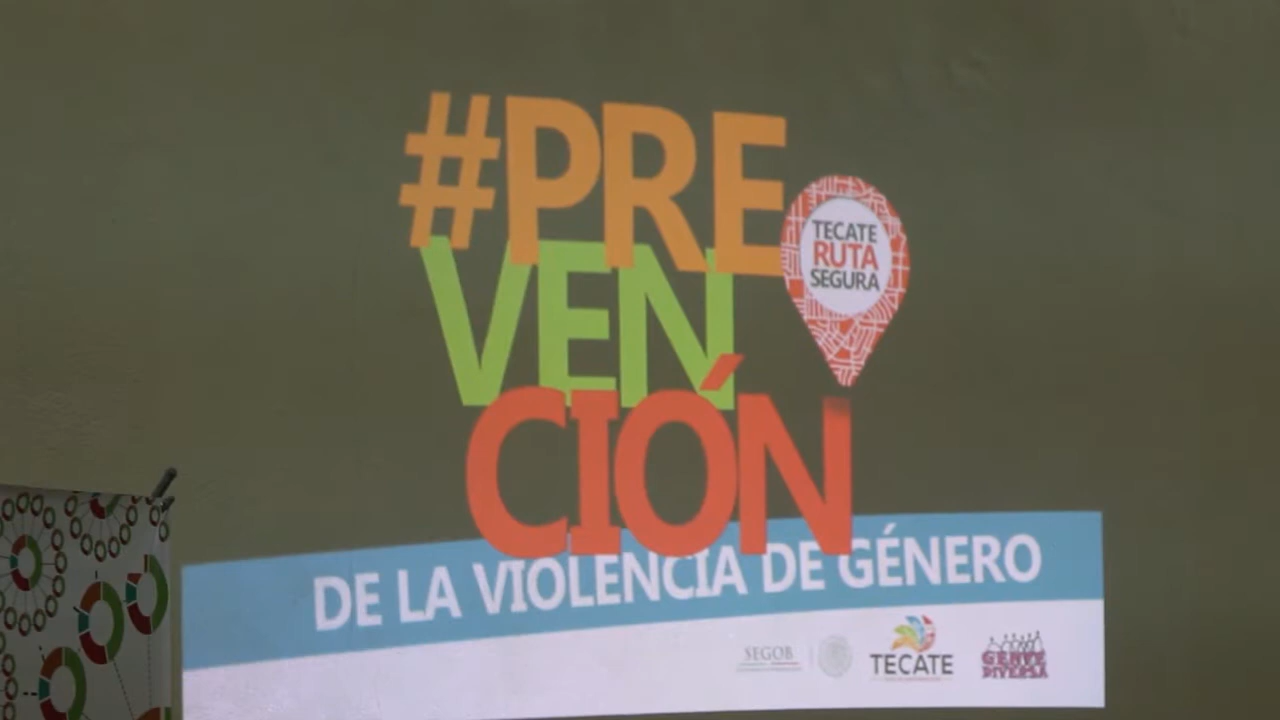 #PRE
VEN
CIÓN
TECATE
RUTA
SEGURA
DE LA VIOLENCIA DE GÉNERO
SEGOB
TECATE
GENTE
DIVERSA